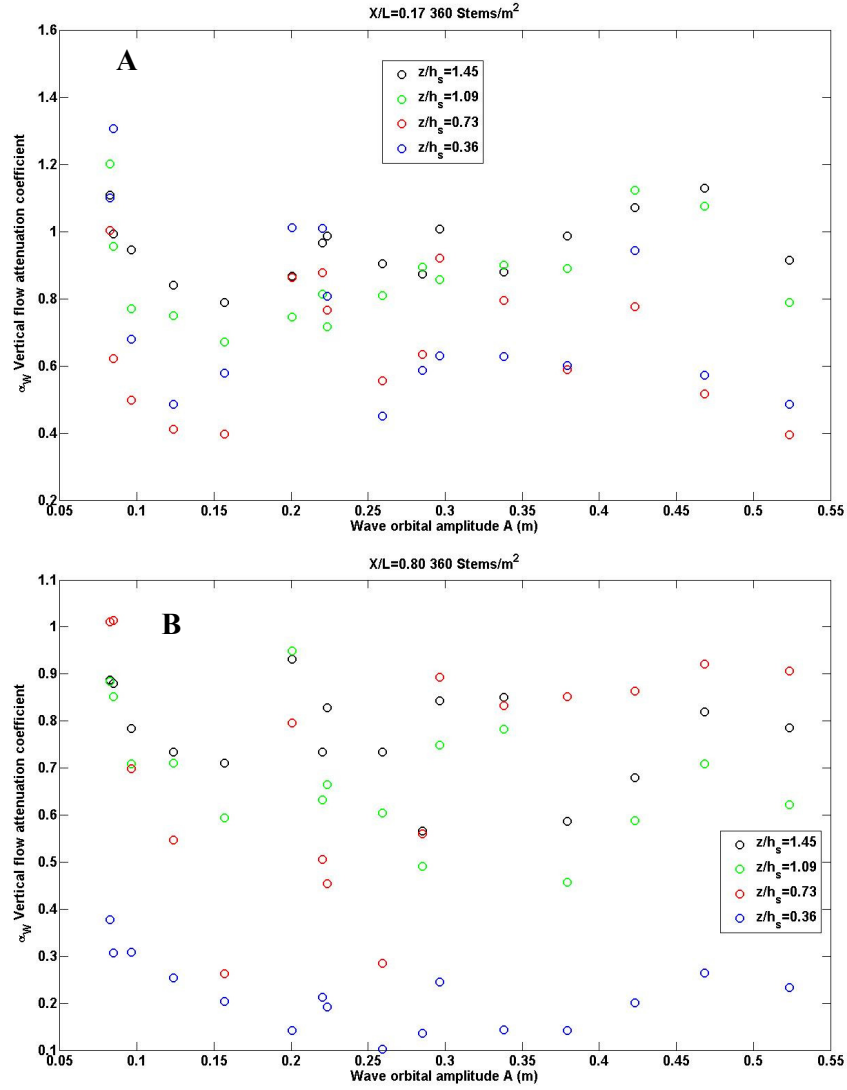 X/L=0.17 360 Stems/m²
A
z/hₛ=1.45
z/hₛ=1.09
z/hₛ=0.73
z/hₛ=0.36
1.6
1.4
1.2
1
0.8
0.6
0.4
0.2
α_W Vertical flow attenuation coefficient
0.05 0.1 0.15 0.2 0.25 0.3 0.35 0.4 0.45 0.5 0.55
Wave orbital amplitude A (m)
X/L=0.80 360 Stems/m²
B
1.1
1
0.9
0.8
0.7
0.6
0.5
0.4
0.3
0.2
0.1
α_W Vertical flow attenuation coefficient
z/hₛ=1.45
z/hₛ=1.09
z/hₛ=0.73
z/hₛ=0.36
0.05 0.1 0.15 0.2 0.25 0.3 0.35 0.4 0.45 0.5 0.55
Wave orbital amplitude A (m)